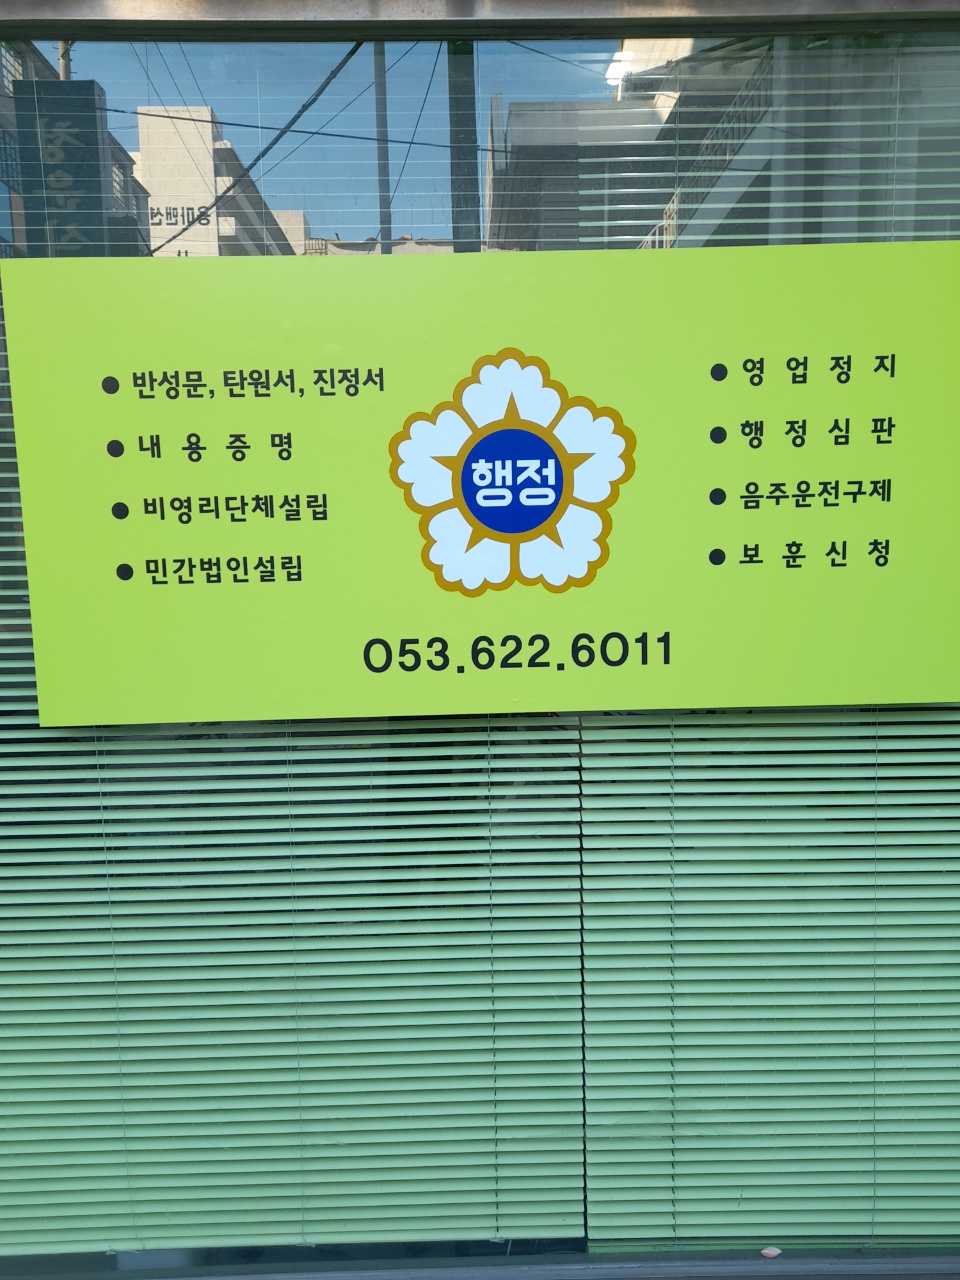 반성문, 탄원서, 진정서
내 용 증 명
비영리단체설립
민간법인설립
행정
영 업 정 지
행 정 심 판
음주운전구제
보 훈 신 청
053.622.6011